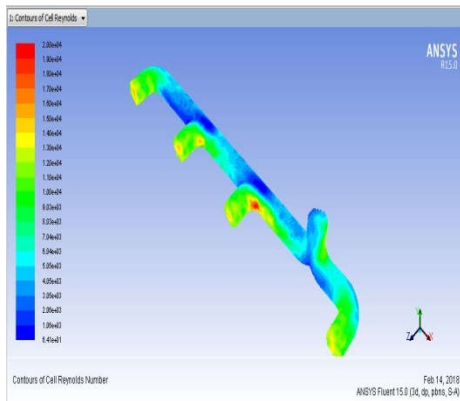 1: Contours of Cell Reynolds
ANSYS
R15.0
2.00e+04
1.90e+04
1.80e+04
1.70e+04
1.60e+04
1.50e+04
1.40e+04
1.30e+04
1.20e+04
1.10e+04
1.00e+04
9.03e+03
8.03e+03
7.04e+03
6.04e+03
5.04e+03
4.05e+03
3.05e+03
2.05e+03
1.06e+03
6.41e+01
Y
Z
X
Contours of Cell Reynolds Number
Feb 14, 2018
ANSYS Fluent 15.0 (3d, dp, pbns, S-A)